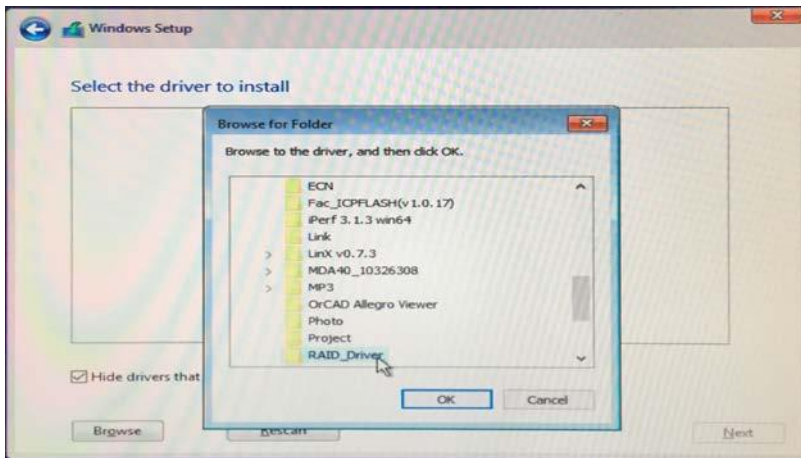 Windows Setup
Select the driver to install
Browse for Folder
Browse to the driver, and then click OK.
ECN
Fac_ICPFLASH(v1.0.17)
iPerf 3.1.3 win64
Link
LinX v0.7.3
MDA40_10326308
MP3
OrCAD Allegro Viewer
Photo
Project
RAID_Driver
Hide drivers that
OK
Cancel
Browse
Rescan
Next